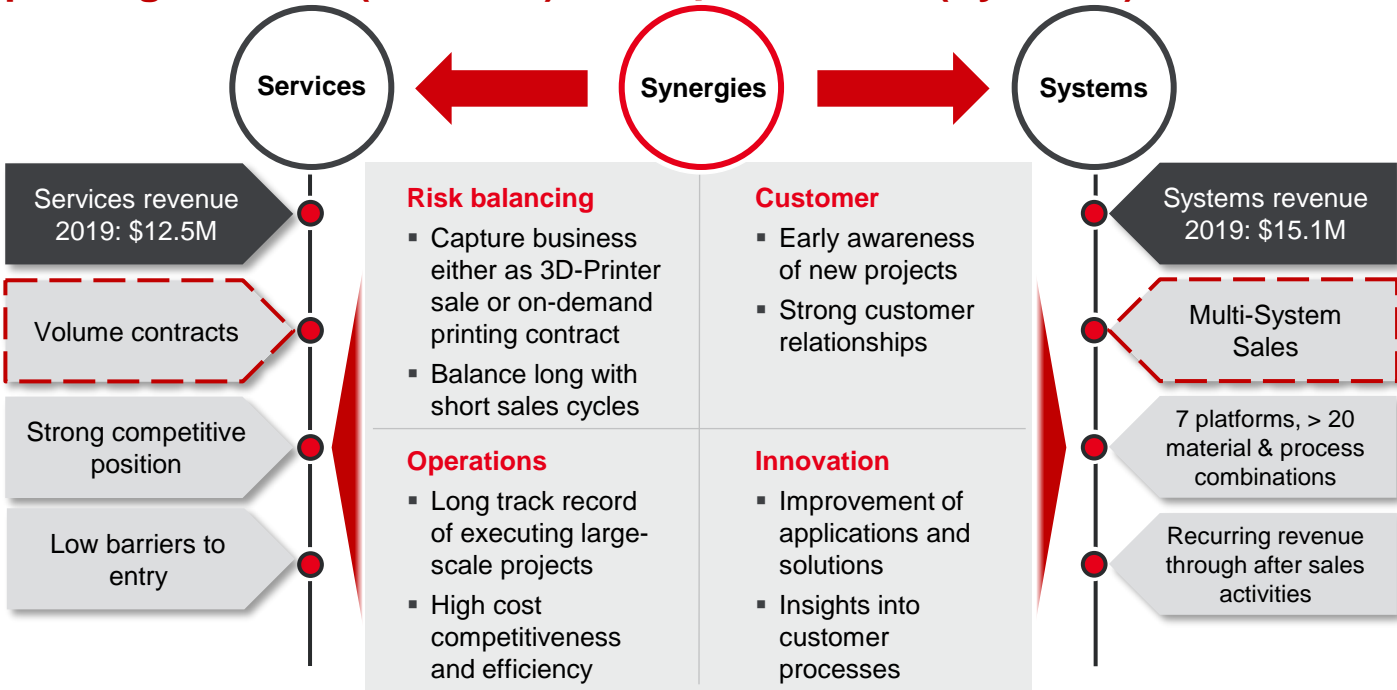 Services
Synergies
Systems
Services revenue
2019: $12.5M
Volume contracts
Strong competitive
position
Low barriers to
entry
Risk balancing
▪ Capture business
either as 3D-Printer
sale or on-demand
printing contract
▪ Balance long with
short sales cycles
Customer
▪ Early awareness
of new projects
▪ Strong customer
relationships
Operations
▪ Long track record
of executing large-
scale projects
▪ High cost
competitiveness
and efficiency
Innovation
▪ Improvement of
applications and
solutions
▪ Insights into
customer
processes
Systems revenue
2019: $15.1M
Multi-System
Sales
7 platforms, > 20
material & process
combinations
Recurring revenue
through after sales
activities